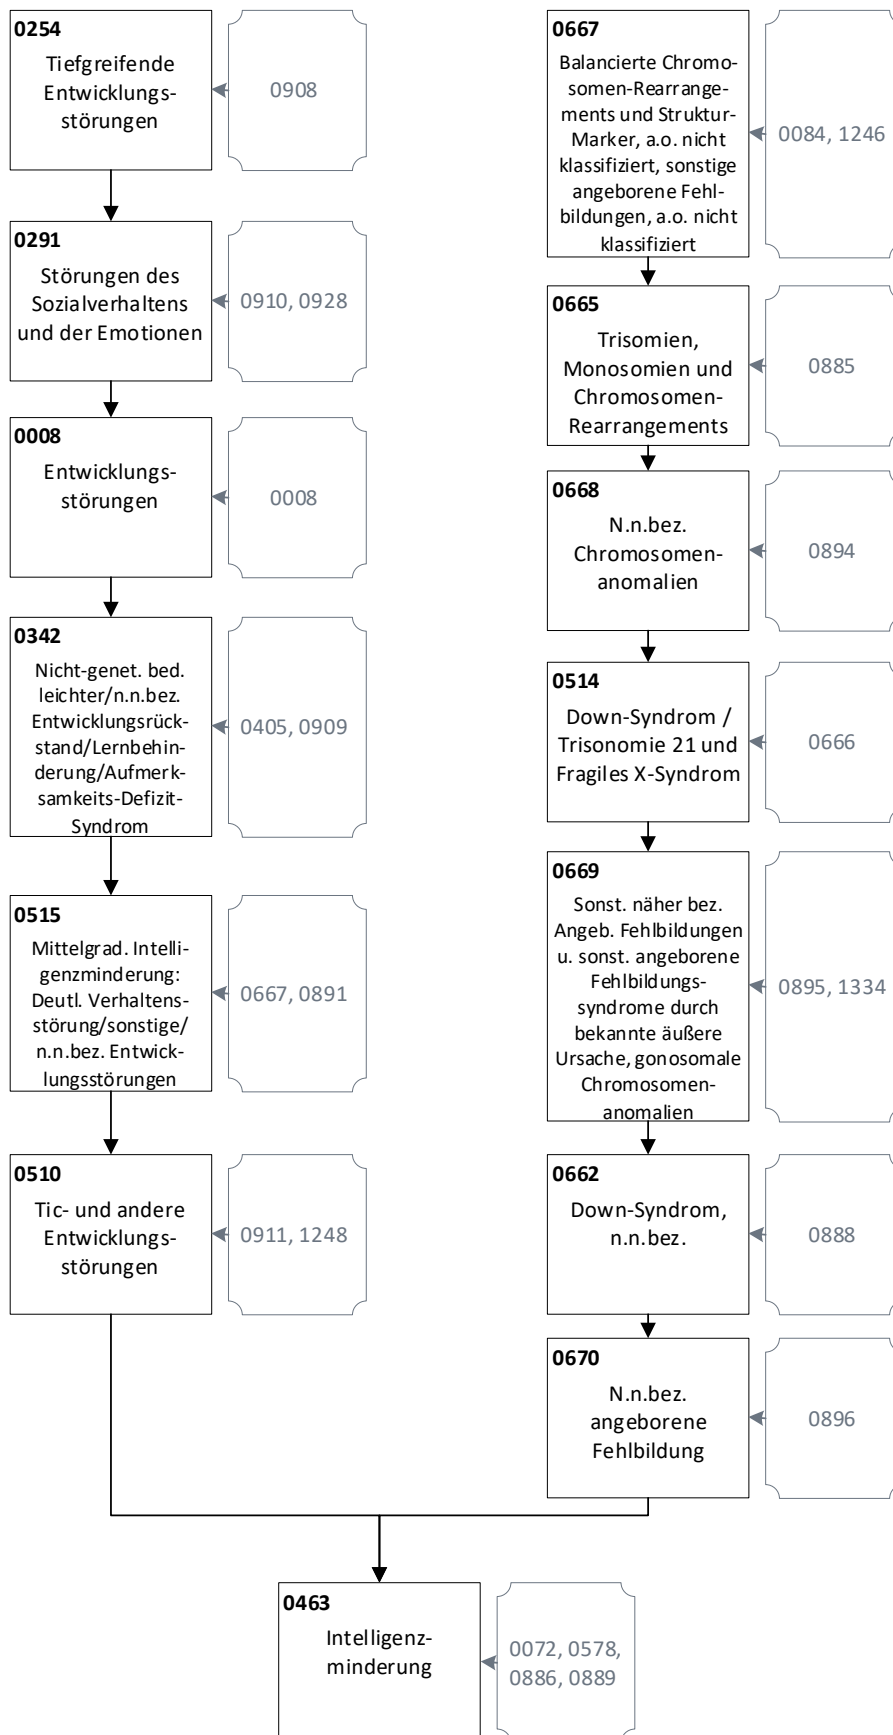 0254
Tiefgreifende
Entwicklungs-
störungen
0908
0291
Störungen des
Sozialverhaltens
und der Emotionen
0910, 0928
0008
Entwicklungs-
störungen
0008
0342
Nicht-genet. bed.
leichter/n.n.bez.
Entwicklungsrück-
stand/Lernbehin-
derung/Aufmerk-
samkeits-Defizit-
Syndrom
0405, 0909
0515
Mittelgrad. Intelli-
genzminderung:
Deutl. Verhaltens-
störung/sonstige/
n.n.bez. Entwick-
lungsstörungen
0667, 0891
0510
Tic- und andere
Entwicklungs-
störungen
0911, 1248
0667
Balancierte Chromo-
somen-Rearrange-
ments und Struktur-
Marker, a.o. nicht
klassifiziert, sonstige
angeborene Fehl-
bildungen, a.o. nicht
klassifiziert
0084, 1246
0665
Trisomien,
Monosomien und
Chromosomen-
Rearrangements
0885
0668
N.n.bez.
Chromosomen-
anomalien
0894
0514
Down-Syndrom /
Trisonomie 21 und
Fragiles X-Syndrom
0666
0669
Sonst. näher bez.
Angeb. Fehlbildungen
u. sonst. angeborene
Fehlbildungs-
syndrome durch
bekannte äußere
Ursache, gonosomale
Chromosomen-
anomalien
0895, 1334
0662
Down-Syndrom,
n.n.bez.
0888
0670
N.n.bez.
angeborene
Fehlbildung
0896
0463
Intelligenz-
minderung
0072, 0578,
0886, 0889